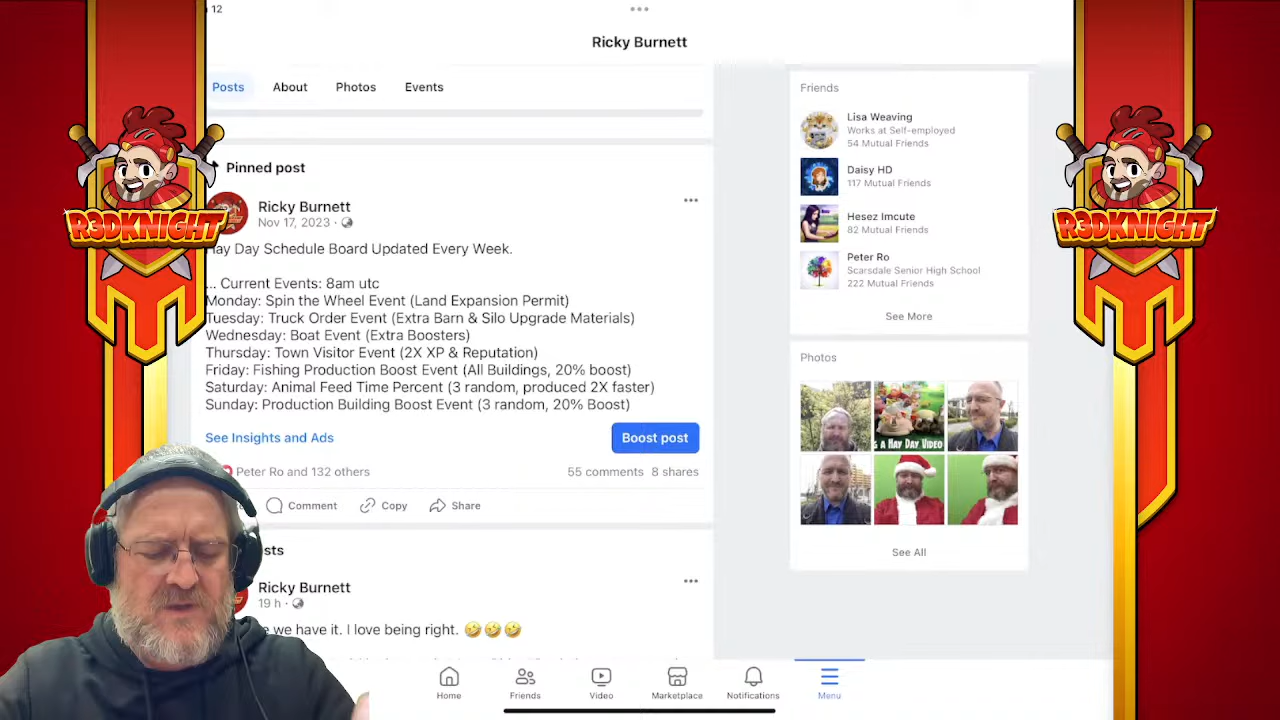 12
Ricky Burnett
Posts About Photos Events
Pinned post
Ricky Burnett
Nov 17, 2023 ·
Hay Day Schedule Board Updated Every Week.
... Current Events: 8am utc
Monday: Spin the Wheel Event (Land Expansion Permit)
Tuesday: Truck Order Event (Extra Barn & Silo Upgrade Materials)
Wednesday: Boat Event (Extra Boosters)
Thursday: Town Visitor Event (2X XP & Reputation)
Friday: Fishing Production Boost Event (All Buildings, 20% boost)
Saturday: Animal Feed Time Percent (3 random, produced 2X faster)
Sunday: Production Building Boost Event (3 random, 20% Boost)
See Insights and Ads
Boost post
Peter Ro and 132 others
55 comments 8 shares
Comment Copy Share
sts
Ricky Burnett
19 h ·
e we have it. I love being right. 🤣🤣🤣
Friends
Lisa Weaving
Works at Self-employed
54 Mutual Friends
Daisy HD
117 Mutual Friends
Hesez Imcute
82 Mutual Friends
Peter Ro
Scarsdale Senior High School
222 Mutual Friends
See More
Photos
G A HAY DAY VIDEO
See All
Home Friends Video Marketplace Notifications Menu
R3DKNIGHT
R3DKNIGHT